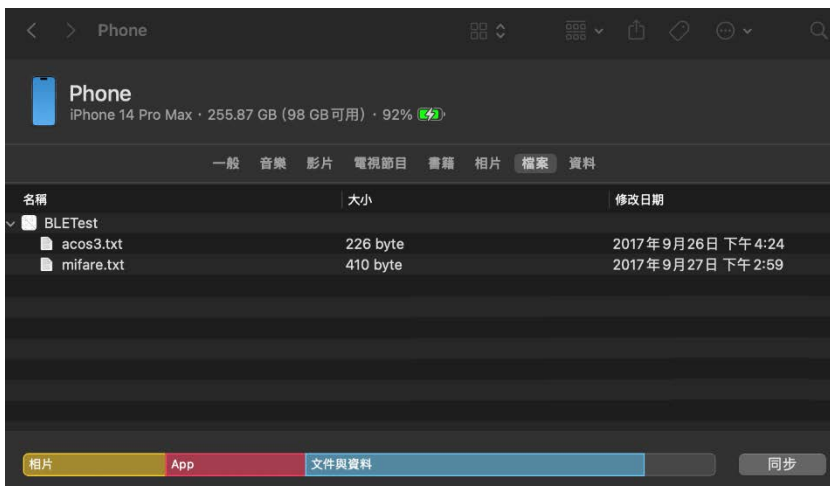 Phone
Phone
iPhone 14 Pro Max · 255.87 GB (98 GB可用) · 92%
一般 音樂 影片 電視節目 書籍 相片 檔案 資料
名稱 大小 修改日期
BLETest
acos3.txt 226 byte 2017年9月26日 下午4:24
mifare.txt 410 byte 2017年9月27日 下午2:59
相片 App 文件與資料 同步